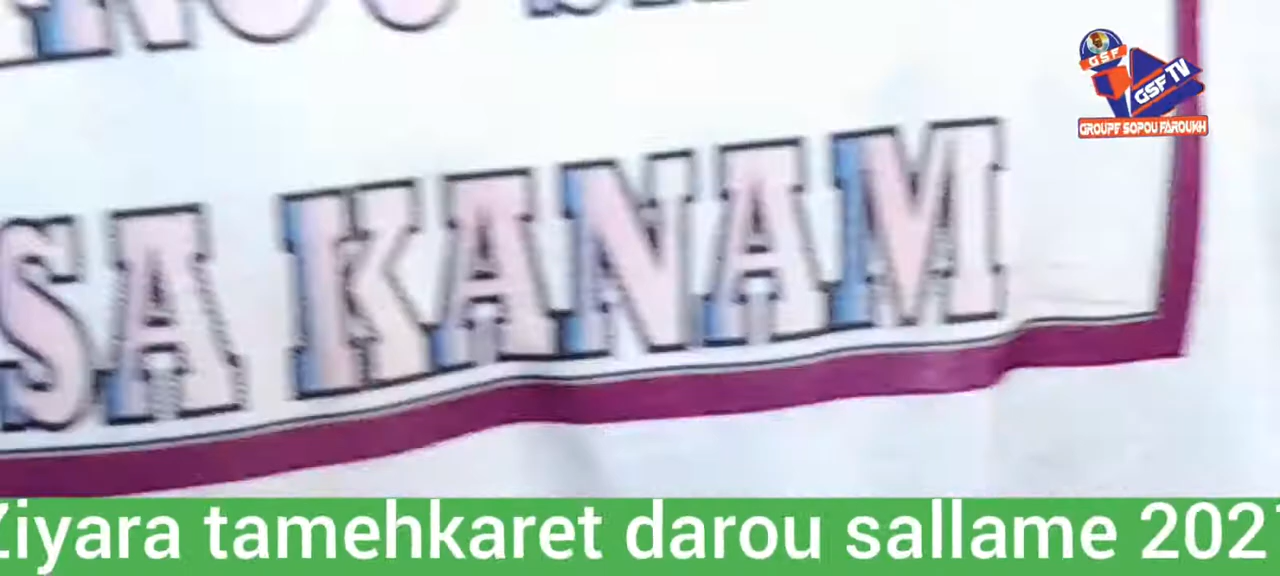 SA KANAM
GSF
GSF TV
GROUPE SOPOU FAROUKH
Ziyara tamehkaret darou sallame 202